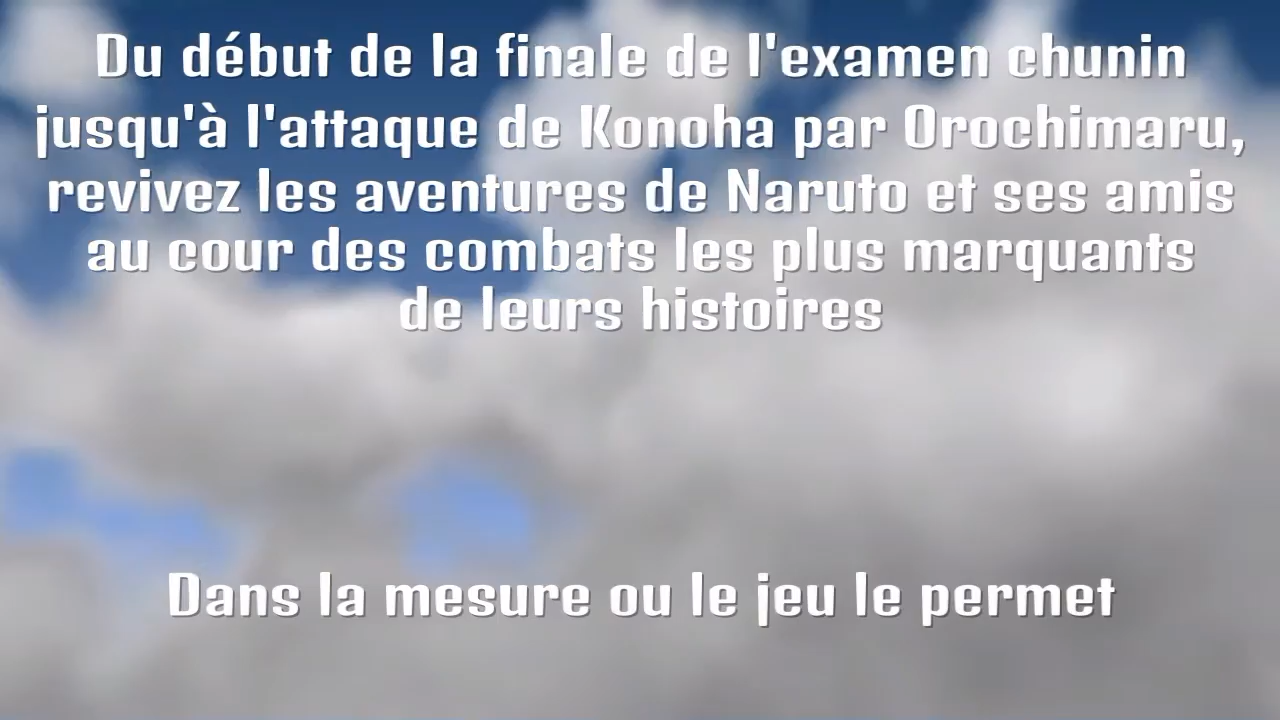 Du début de la finale de l'examen chunin
jusqu'à l'attaque de Konoha par Orochimaru,
revivez les aventures de Naruto et ses amis
au cour des combats les plus marquants
de leurs histoires
Dans la mesure ou le jeu le permet